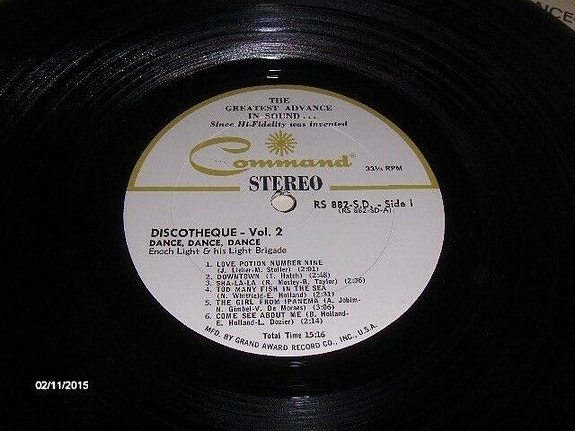 THE
GREATEST ADVANCE
IN SOUND...
Since Hi-Fidelity was invented
Command®
33⅓ RPM
STEREO
RS 882-S.D. - Side 1
(RS 882-SD-A)
DISCOTHEQUE - Vol. 2
DANCE, DANCE, DANCE
Enoch Light & his Light Brigade
1. LOVE POTION NUMBER NINE
(J. Lieber-M. Stoller) (2:01)
2. DOWNTOWN (T. Hatch) (2:48)
3. SHA-LA-LA (R. Mosley-R. Taylor) (2:36)
4. TOO MANY FISH IN THE SEA
(N. Whitfield-E. Holland) (2:31)
5. THE GIRL FROM IPANEMA (A. Jobim-
N. Gimbel-V. De Moraes) (3:06)
6. COME SEE ABOUT ME (B. Holland-
E. Holland-L. Dozier) (2:14)
Total Time 15:16
MFD. BY GRAND AWARD RECORD CO., INC., U.S.A.
02/11/2015